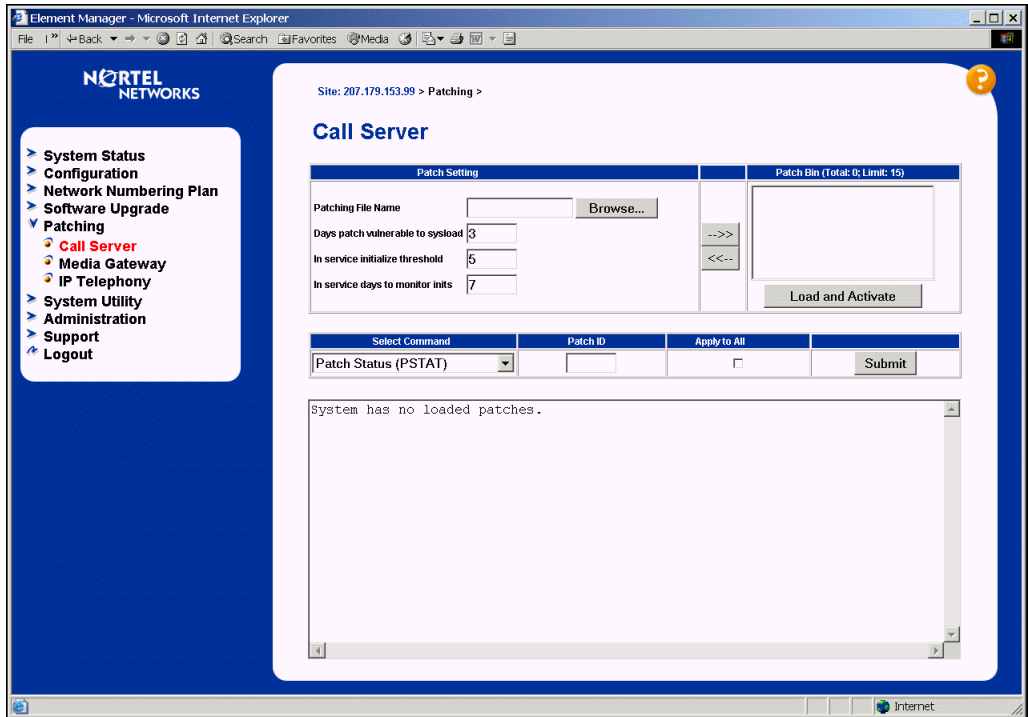 Element Manager - Microsoft Internet Explorer
File Back Search Favorites Media
NORTEL
NETWORKS
Site: 207.179.153.99 > Patching >
Call Server
System Status
Configuration
Network Numbering Plan
Software Upgrade
Patching
Call Server
Media Gateway
IP Telephony
System Utility
Administration
Support
Logout
Patch Setting
Patch Bin (Total: 0; Limit: 15)
Patching File Name Browse...
Days patch vulnerable to sysload 3
In service initialize threshold 5
In service days to monitor inits 7
-->>
<<--
Load and Activate
Select Command Patch ID Apply to All
Patch Status (PSTAT) Submit
System has no loaded patches.
Internet